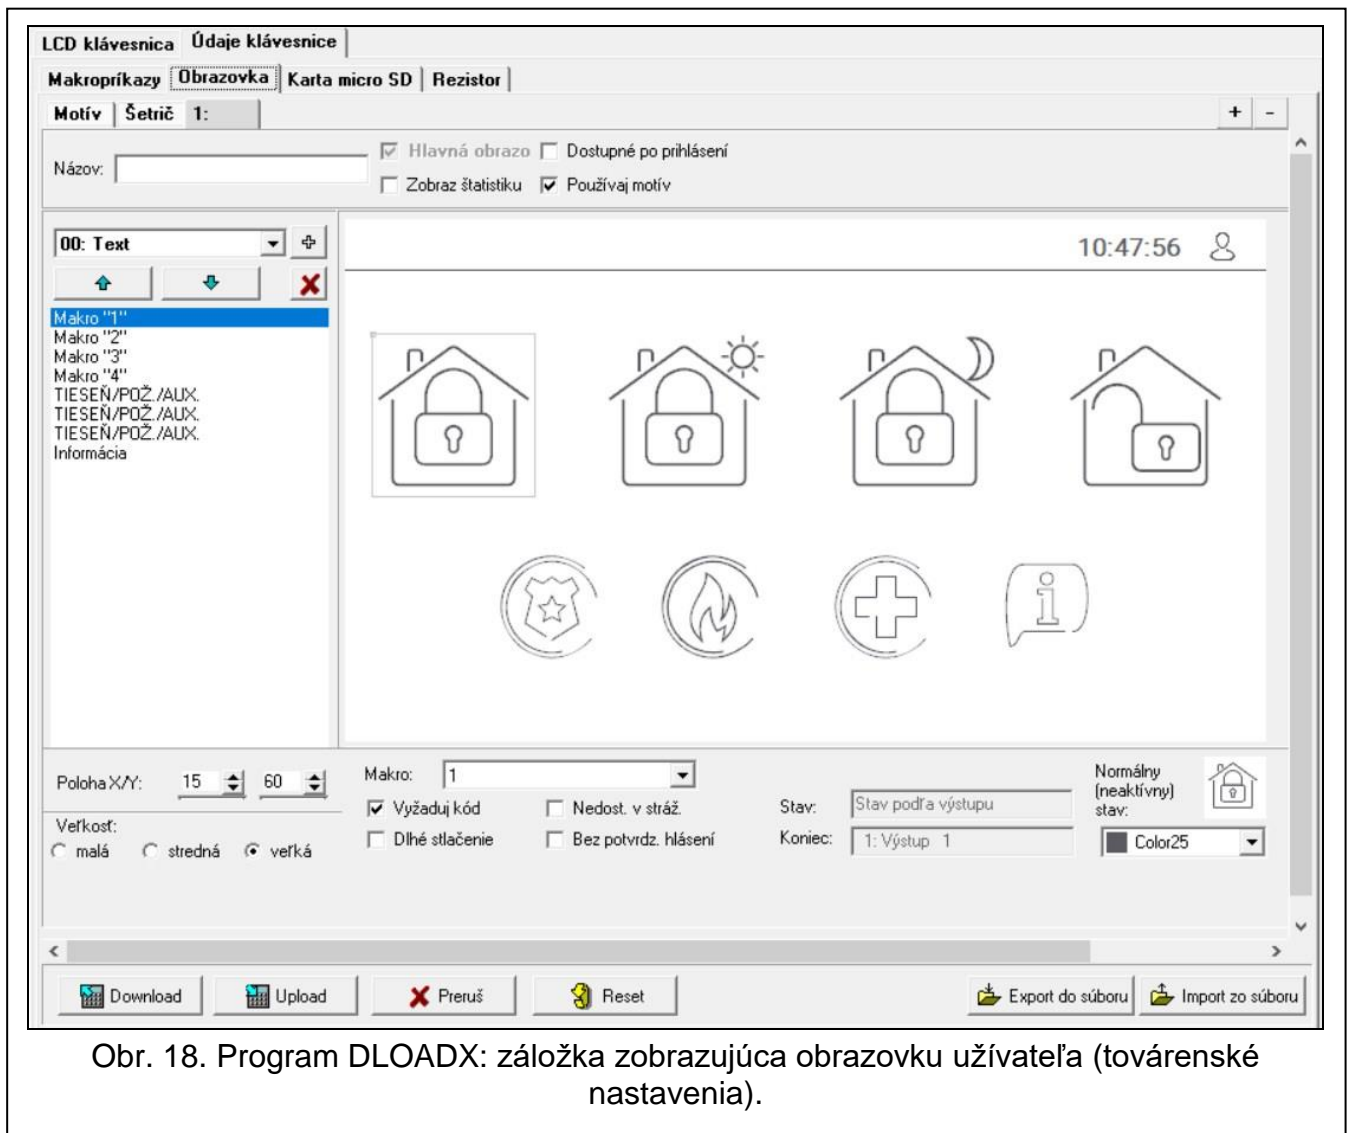 LCD klávesnica Údaje klávesnice
Makropríkazy Obrazovka Karta micro SD Rezistor
Motív Šetrič 1: + -
Názov: Hlavná obrazo Dostupné po prihlásení
Zobraz štatistiku Používaj motív
00: Text
10:47:56
Makro "1"
Makro "2"
Makro "3"
Makro "4"
TIESEŇ/POŽ./AUX.
TIESEŇ/POŽ./AUX.
TIESEŇ/POŽ./AUX.
Informácia
Poloha X/Y: 15 60
Veľkosť:
malá stredná veľká
Makro: 1
Vyžaduj kód Nedost. v stráž.
Dlhé stlačenie Bez potvrdz. hlásení
Stav: Stav podľa výstupu
Koniec: 1: Výstup 1
Normálny
(neaktívny)
stav:
Color25
Download Upload Preruš Reset Export do súboru Import zo súboru
Obr. 18. Program DLOADX: záložka zobrazujúca obrazovku užívateľa (továrenské
nastavenia).